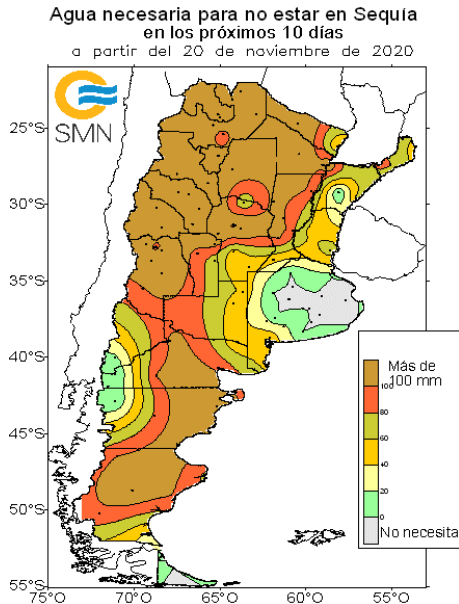 Agua necesaria para no estar en Sequía
en los próximos 10 días
a partir del 20 de noviembre de 2020
SMN
25°S
30°S
35°S
40°S
45°S
50°S
55°S
75°O
70°O
65°O
60°O
55°O
Más de
100 mm
100
80
60
40
20
0
No necesita